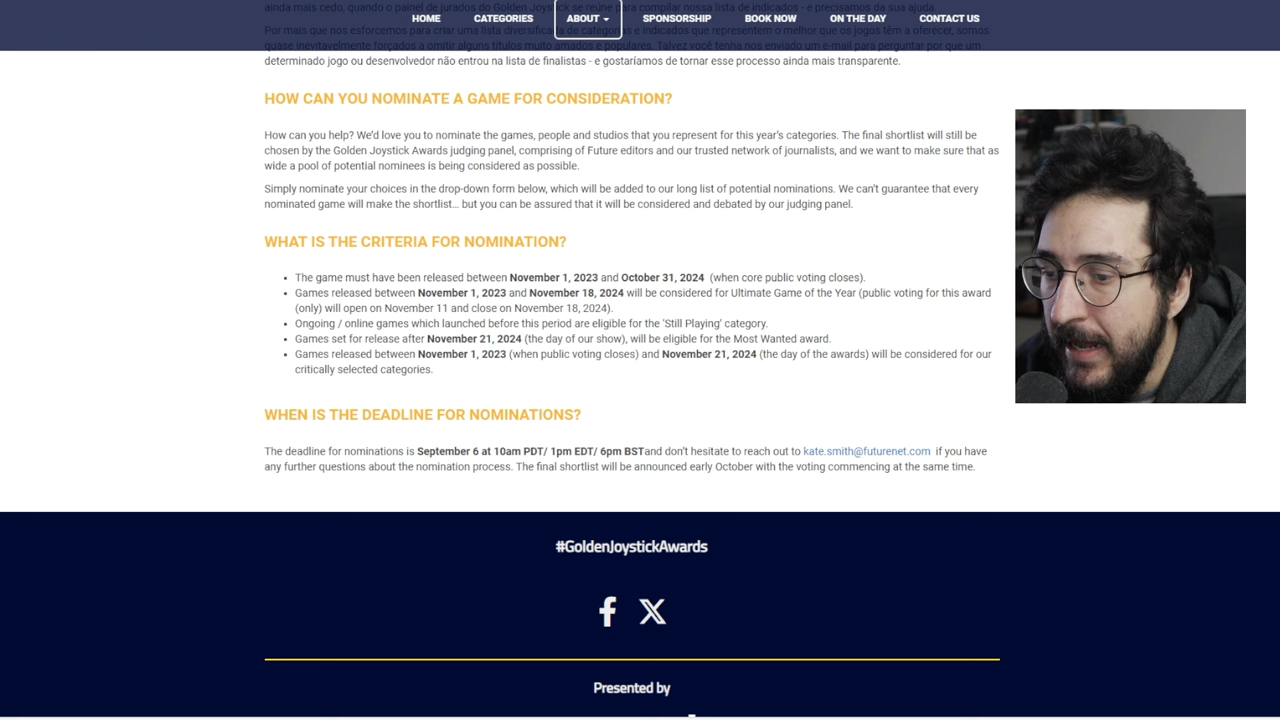 ainda mais cedo, quando o painel de jurados do Golden Joystick se reúne para compilar nossa lista de indicados - e precisamos da sua ajuda.
HOME CATEGORIES ABOUT SPONSORSHIP BOOK NOW ON THE DAY CONTACT US
Por mais que nos esforcemos para criar uma lista diversificada de categorias e indicados que representem o melhor que os jogos têm a oferecer, somos
quase inevitavelmente forçados a omitir alguns títulos muito amados e populares. Talvez você tenha nos enviado um e-mail para perguntar por que um
determinado jogo ou desenvolvedor não entrou na lista de finalistas - e gostaríamos de tornar esse processo ainda mais transparente.
HOW CAN YOU NOMINATE A GAME FOR CONSIDERATION?
How can you help? We'd love you to nominate the games, people and studios that you represent for this year's categories. The final shortlist will still be
chosen by the Golden Joystick Awards judging panel, comprising of Future editors and our trusted network of journalists, and we want to make sure that as
wide a pool of potential nominees is being considered as possible.
Simply nominate your choices in the drop-down form below, which will be added to our long list of potential nominations. We can't guarantee that every
nominated game will make the shortlist... but you can be assured that it will be considered and debated by our judging panel.
WHAT IS THE CRITERIA FOR NOMINATION?
• The game must have been released between November 1, 2023 and October 31, 2024 (when core public voting closes).
• Games released between November 1, 2023 and November 18, 2024 will be considered for Ultimate Game of the Year (public voting for this award
(only) will open on November 11 and close on November 18, 2024).
• Ongoing / online games which launched before this period are eligible for the 'Still Playing' category.
• Games set for release after November 21, 2024 (the day of our show), will be eligible for the Most Wanted award.
• Games released between November 1, 2023 (when public voting closes) and November 21, 2024 (the day of the awards) will be considered for our
critically selected categories.
WHEN IS THE DEADLINE FOR NOMINATIONS?
The deadline for nominations is September 6 at 10am PDT/ 1pm EDT/ 6pm BSTand don't hesitate to reach out to kate.smith@futurenet.com if you have
any further questions about the nomination process. The final shortlist will be announced early October with the voting commencing at the same time.
#GoldenJoystickAwards
Presented by